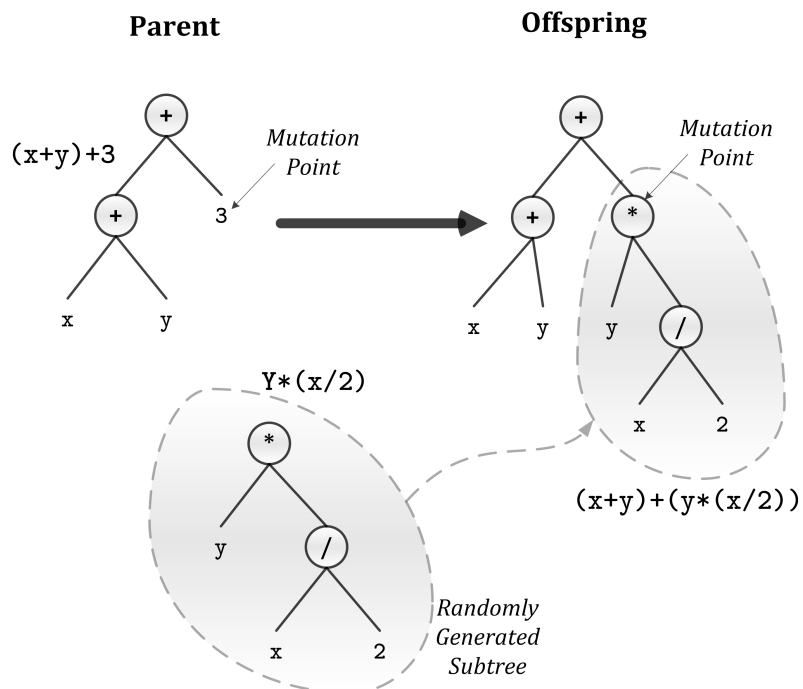 Parent
Offspring
+
(x+y)+3
Mutation
Point
+
3
x
y
+
Mutation
Point
+
*
x
y
y
/
x
2
(x+y)+(y*(x/2))
Y*(x/2)
*
y
/
x
2
Randomly
Generated
Subtree